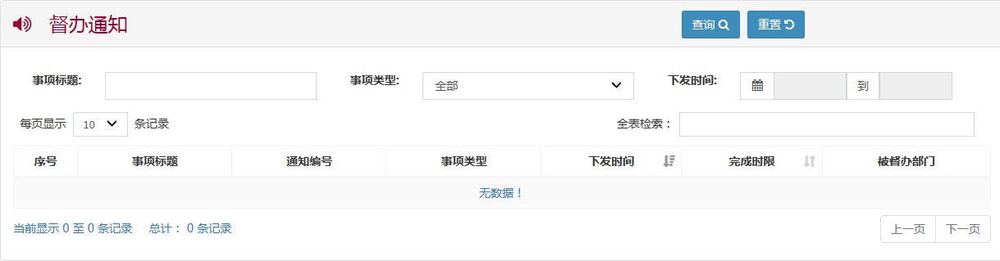 督办通知 查询 重置
事项标题: 事项类型: 全部 下发时间: 到
每页显示 10 条记录 全表检索：
序号 事项标题 通知编号 事项类型 下发时间 完成时限 被督办部门
无数据！
当前显示 0 至 0 条记录 总计： 0 条记录 上一页 下一页